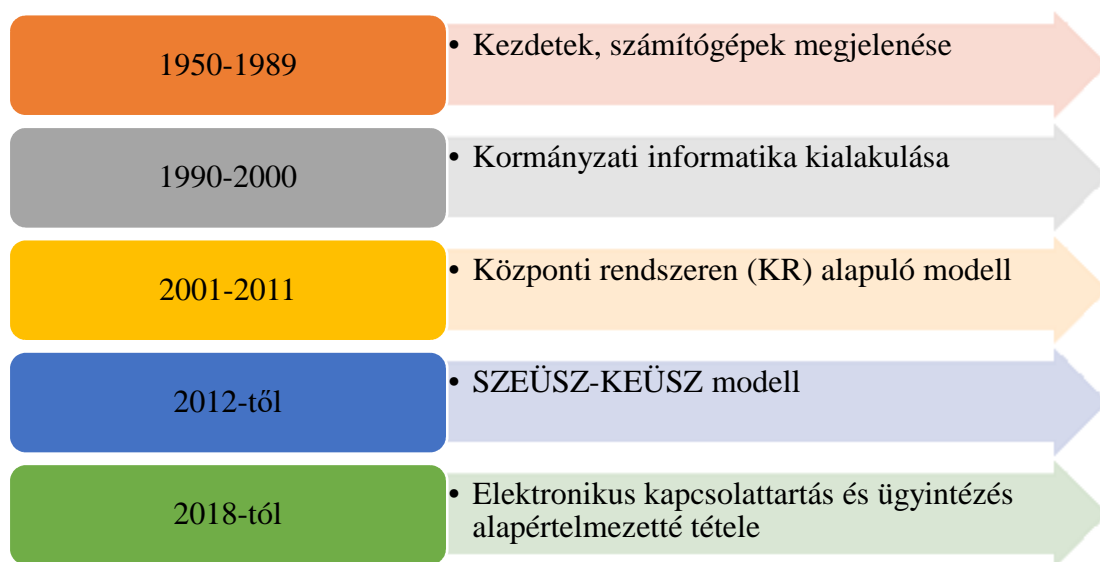 1950-1989
• Kezdetek, számítógépek megjelenése
1990-2000
• Kormányzati informatika kialakulása
2001-2011
• Központi rendszeren (KR) alapuló modell
2012-től
• SZEÜSZ-KEÜSZ modell
2018-tól
• Elektronikus kapcsolattartás és ügyintézés
alapértelmezetté tétele